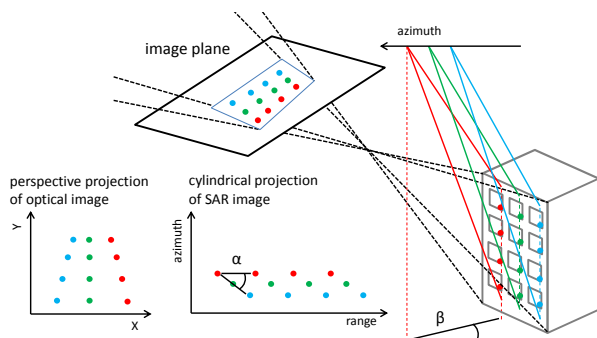 azimuth
image plane
perspective projection
of optical image
cylindrical projection
of SAR image
Y
X
azimuth
α
range
β